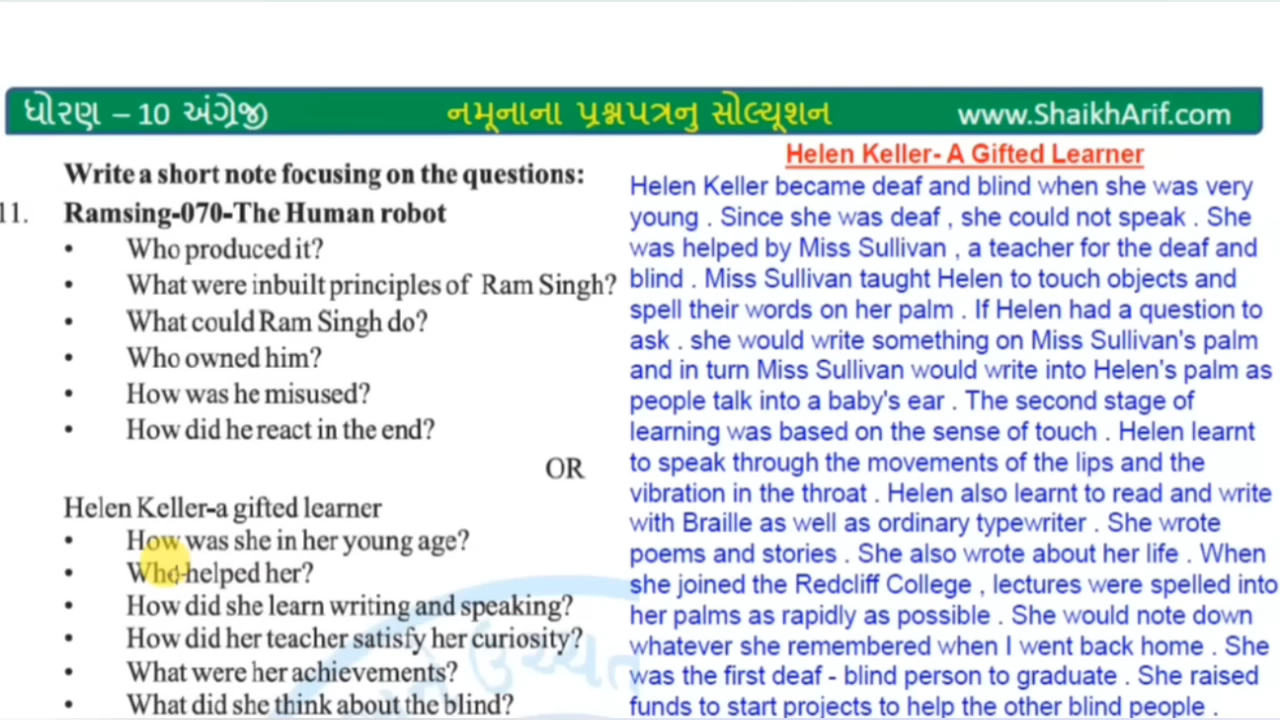 ધોરણ – 10 અંગ્રેજી
નમૂનાના પ્રશ્નપત્રનુ સોલ્યૂશન
www.ShaikhArif.com
Write a short note focusing on the questions:
11. Ramsing-070-The Human robot
• Who produced it?
• What were inbuilt principles of Ram Singh?
• What could Ram Singh do?
• Who owned him?
• How was he misused?
• How did he react in the end?
OR
Helen Keller-a gifted learner
• How was she in her young age?
• Who helped her?
• How did she learn writing and speaking?
• How did her teacher satisfy her curiosity?
• What were her achievements?
• What did she think about the blind?
Helen Keller- A Gifted Learner
Helen Keller became deaf and blind when she was very
young . Since she was deaf , she could not speak . She
was helped by Miss Sullivan , a teacher for the deaf and
blind . Miss Sullivan taught Helen to touch objects and
spell their words on her palm . If Helen had a question to
ask . she would write something on Miss Sullivan's palm
and in turn Miss Sullivan would write into Helen's palm as
people talk into a baby's ear . The second stage of
learning was based on the sense of touch . Helen learnt
to speak through the movements of the lips and the
vibration in the throat . Helen also learnt to read and write
with Braille as well as ordinary typewriter . She wrote
poems and stories . She also wrote about her life . When
she joined the Redcliff College , lectures were spelled into
her palms as rapidly as possible . She would note down
whatever she remembered when I went back home . She
was the first deaf - blind person to graduate . She raised
funds to start projects to help the other blind people .